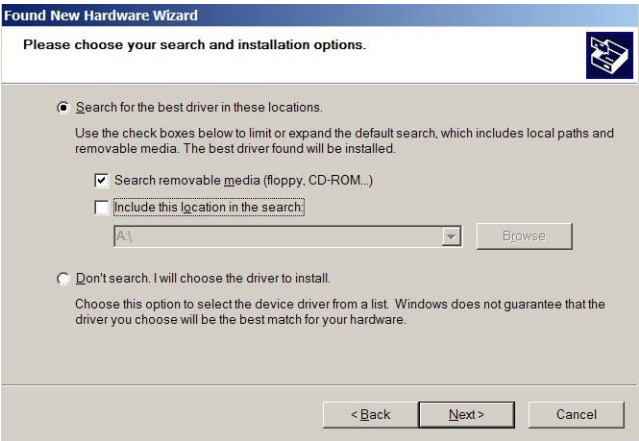 Found New Hardware Wizard
Please choose your search and installation options.
Search for the best driver in these locations.
Use the check boxes below to limit or expand the default search, which includes local paths and
removable media. The best driver found will be installed.
Search removable media (floppy, CD-ROM...)
Include this location in the search:
A:\
Browse
Don't search. I will choose the driver to install.
Choose this option to select the device driver from a list. Windows does not guarantee that the
driver you choose will be the best match for your hardware.
< Back
Next >
Cancel